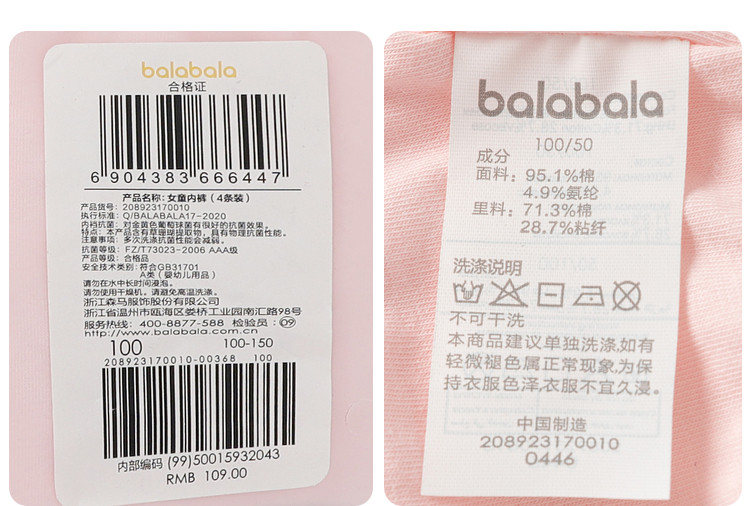 balabala
合格证
6 904383 666447
产品名称: 女童内裤（4条装）
产品货号: 208923170010
执行标准: Q/BALABALA17-2020
内裆抗菌: 对金黄葡萄球菌有很好的抗菌效果。
特点: 本产品含有草珊瑚提取物，具有物理抗菌性能。
注意事项: 多次洗涤抗菌性能会减弱。
抗菌等级: FZ/T73023-2006 AAA级
产品等级: 合格品
安全技术类别: 符合GB31701
A类（婴幼儿用品）
请勿在水中长时间浸泡。
请勿使用干燥机，请避免高温洗涤。
浙江森马服饰股份有限公司
浙江省温州市瓯海区娄桥工业园南汇路98号
服务热线: 400-8877-588 检验员: 09
http://www.balabala.com.cn
100 100-150
208923170010-00368 100
内部编码 (99)50015932043
RMB 109.00
balabala
100/50
成分
面料: 95.1%棉
4.9%氨纶
里料: 71.3%棉
28.7%粘纤
洗涤说明
不可干洗
本商品建议单独洗涤,如有
轻微褪色属正常现象,为保
持衣服色泽,衣服不宜久浸。
中国制造
208923170010
0446